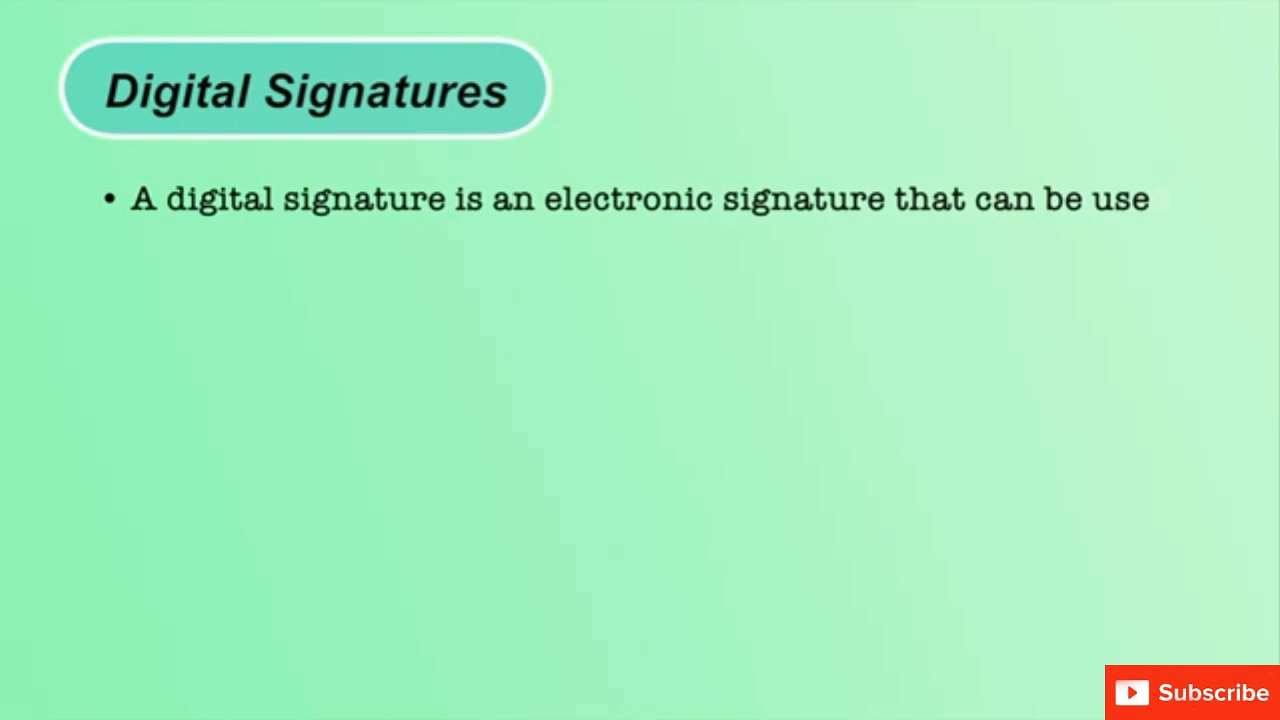 Digital Signatures
• A digital signature is an electronic signature that can be use
Subscribe